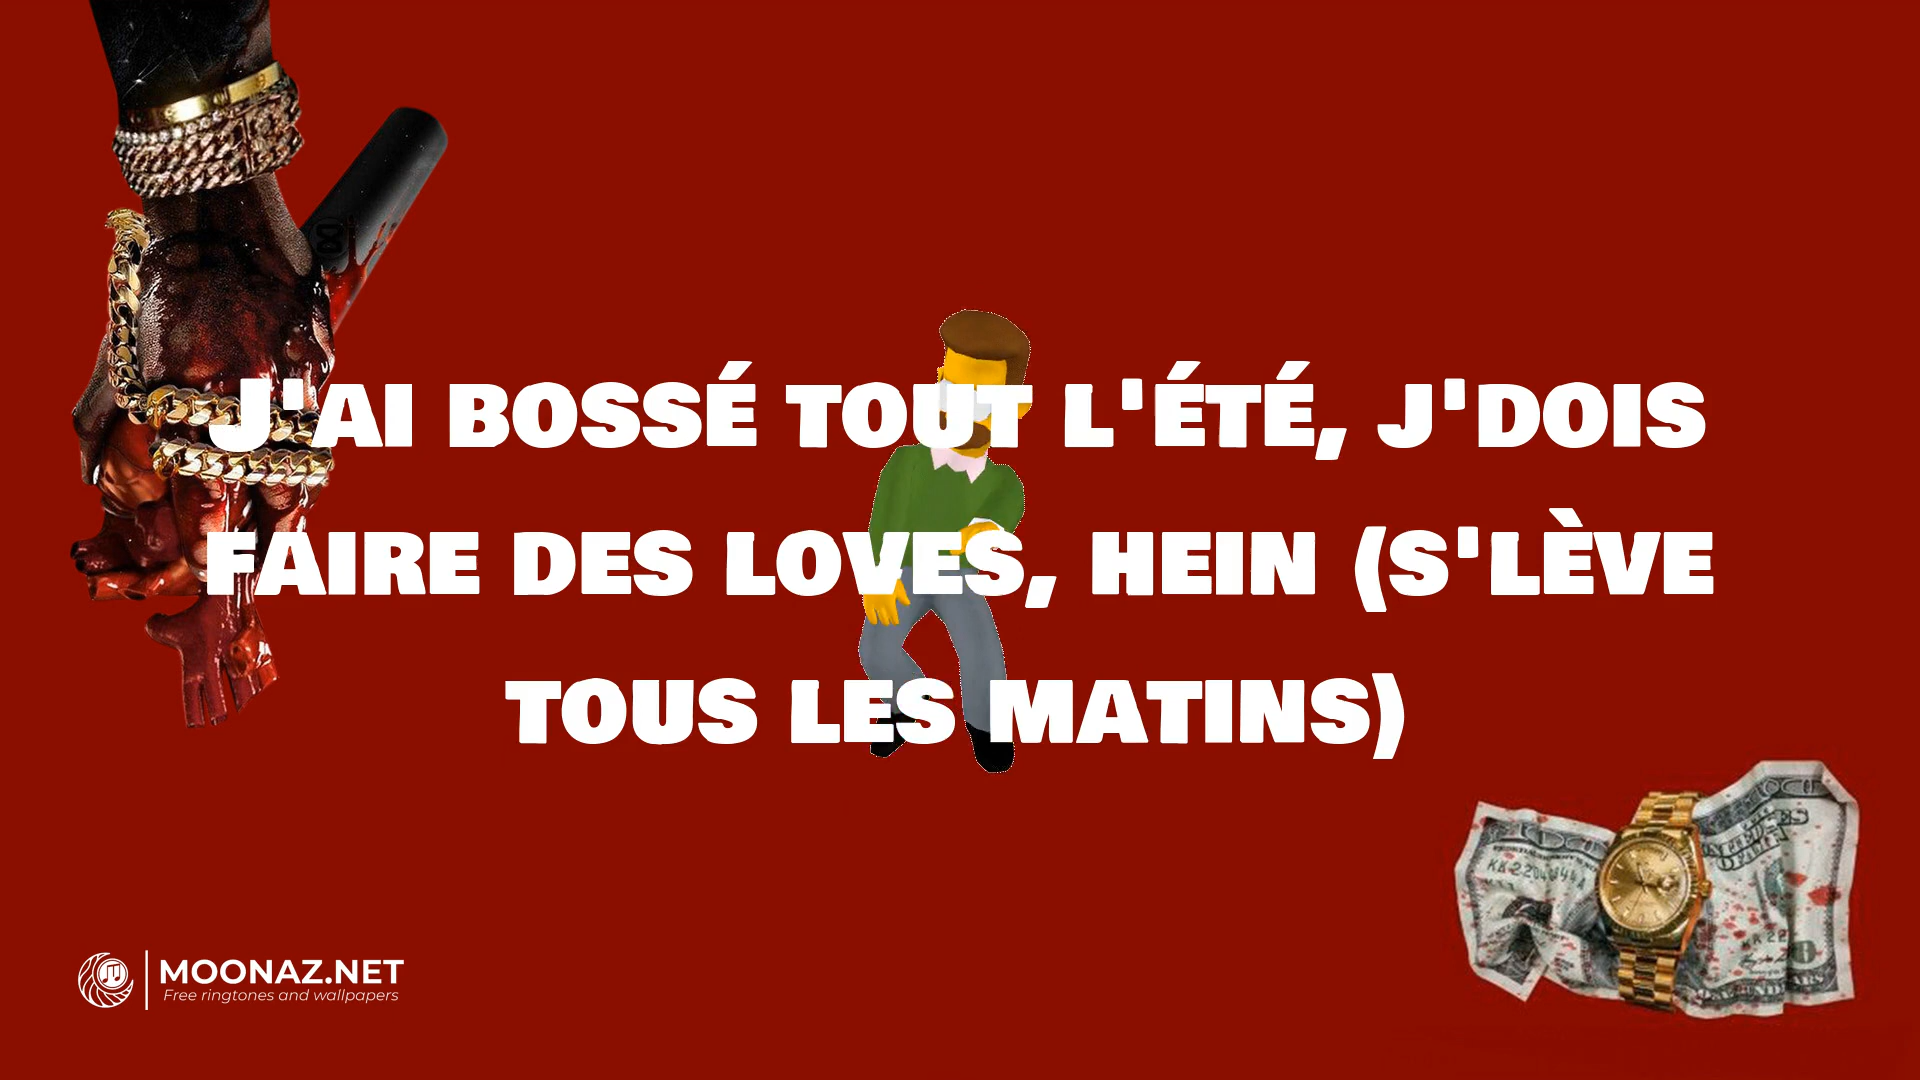 J'AI BOSSÉ TOUT L'ÉTÉ, J'DOIS
FAIRE DES LOVES, HEIN (S'LÈVE
TOUS LES MATINS)
MOONAZ.NET
Free ringtones and wallpapers